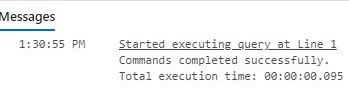 Messages
1:30:55 PM Started executing query at Line 1
Commands completed successfully.
Total execution time: 00:00:00.095